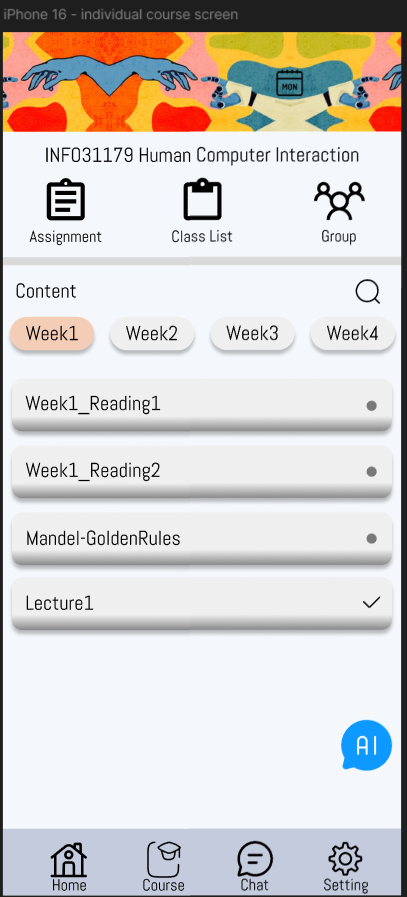 iPhone 16 - individual course screen
MON
INFO31179 Human Computer Interaction
Assignment Class List Group
Content
Week1 Week2 Week3 Week4
Week1_Reading1
Week1_Reading2
Mandel-GoldenRules
Lecture1
AI
Home Course Chat Setting